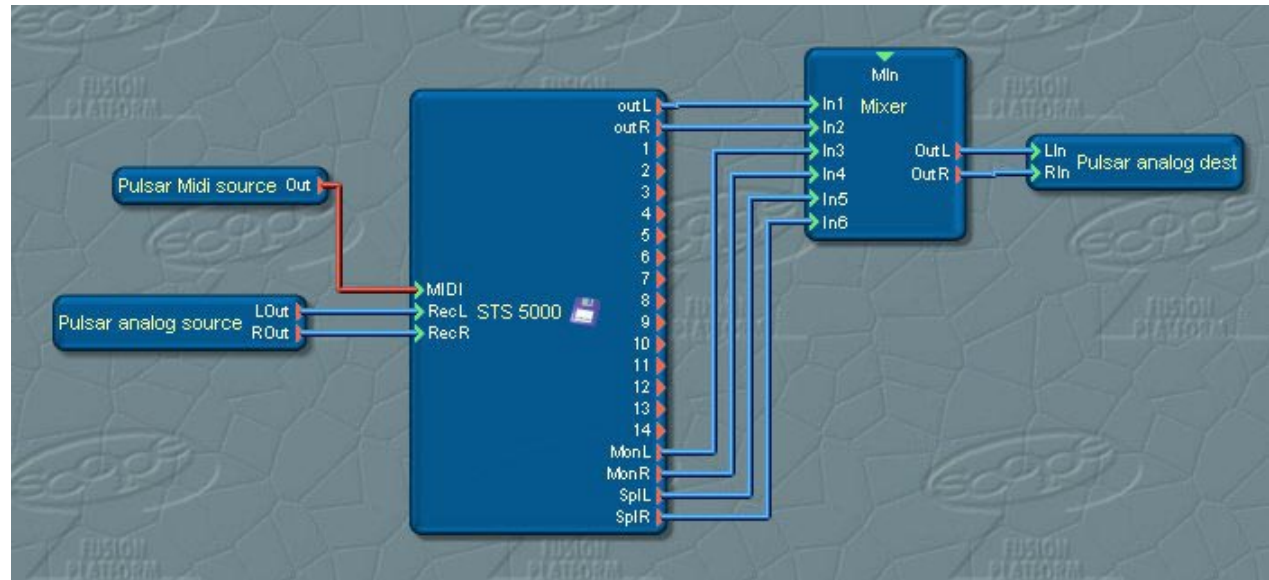 Pulsar Midi source Out
Pulsar analog source LOut
ROut
MIDI
RecL STS 5000
RecR
outL
outR
1
2
3
4
5
6
7
8
9
10
11
12
13
14
MonL
MonR
SplL
SplR
MIn
In1 Mixer
In2
In3 OutL
In4 OutR
In5
In6
LIn Pulsar analog dest
RIn
FUSION
PLATFORM